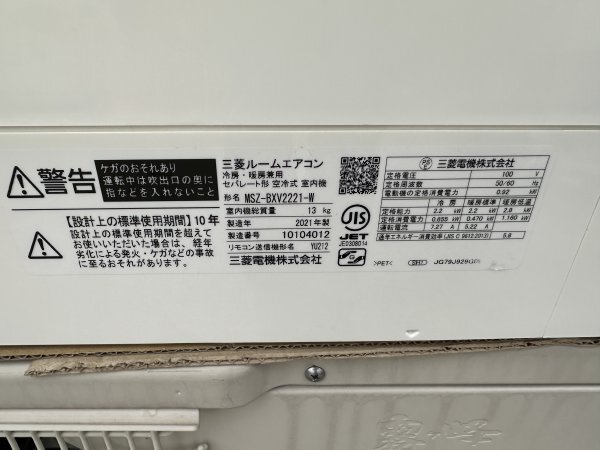 警告
ケガのおそれあり
運転中は吹出口の奥に
指などを入れないこと
【設計上の標準使用期間】10年
設計上の標準使用期間を超えて
お使いいただいた場合は、経年
劣化による発火・ケガなどの事故
に至るおそれがあります。
三菱ルームエアコン
冷房・暖房兼用
セパレート形 空冷式 室内機
形名 MSZ-BXV2221-W
室内機総質量 13 kg
製造年 2021年製
製造番号 10104012
リモコン送信機形名 YU212
三菱電機株式会社
JIS
JET
JE0308014
PS
E
三菱電機株式会社
定格電圧 100 V
定格周波数 50/60 Hz
電動機の定格消費電力 0.92 kW
冷房 暖房標準 暖房低温
定格能力 2.2 kW 2.2 kW 2.8 kW
定格消費電力 0.655 kW 0.470 kW 1.160 kW
運転電流 7.27 A 5.22 A
通年エネルギー消費効率(JIS C 9612:2013) 5.8
>PET<
JG79J929G05
霧ヶ峰